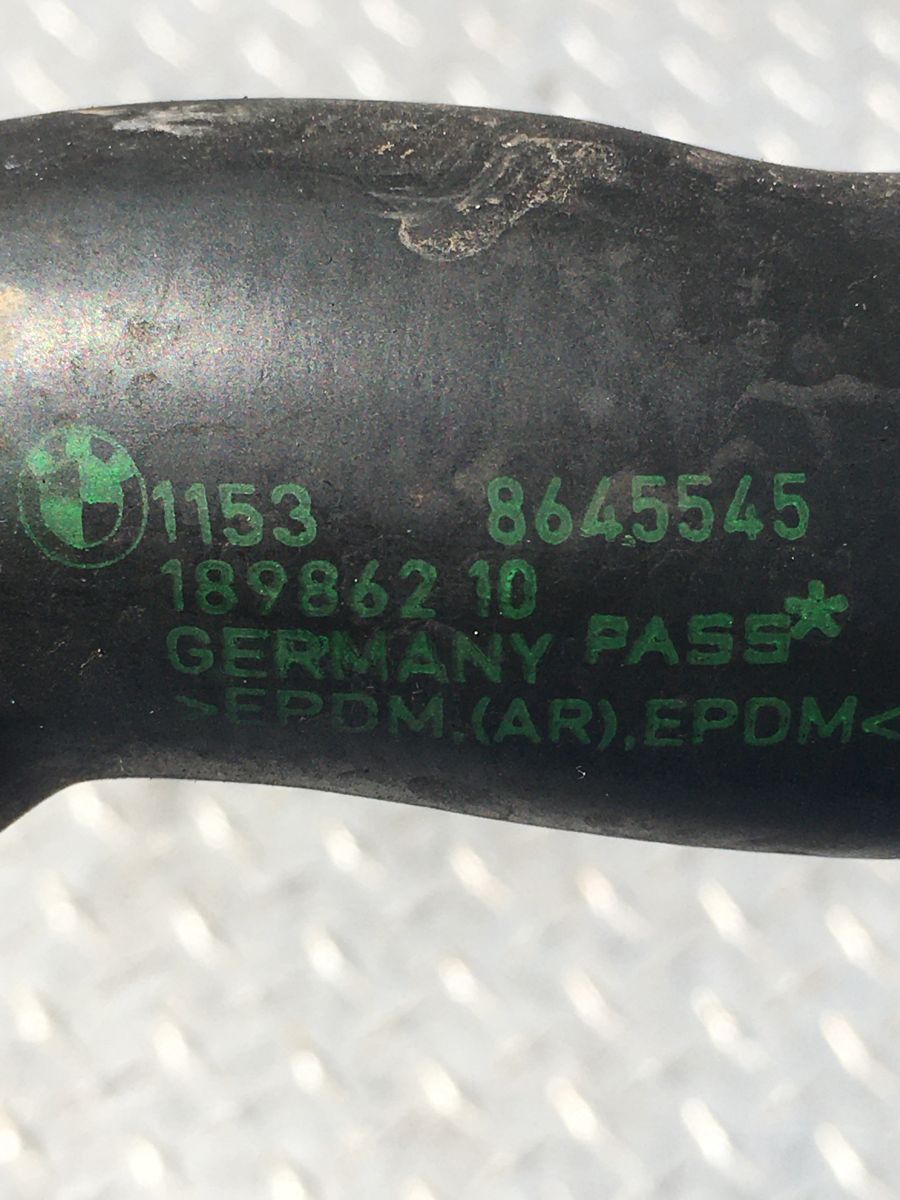 1153 8645545
189862 10
GERMANY PASS*
>EPDM,(AR),EPDM<